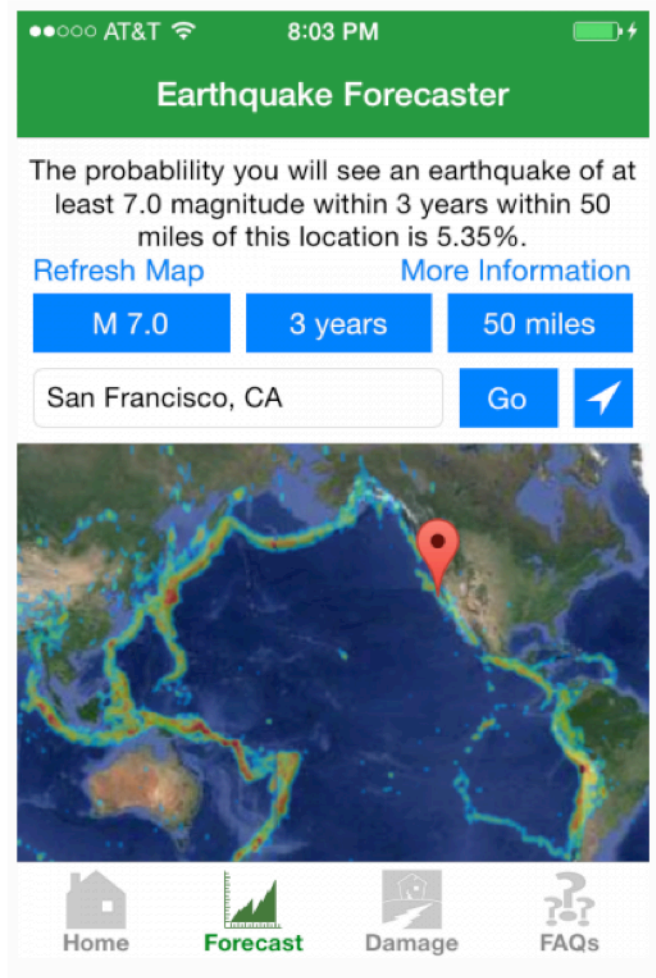 AT&T 8:03 PM
Earthquake Forecaster
The probablility you will see an earthquake of at
least 7.0 magnitude within 3 years within 50
miles of this location is 5.35%.
Refresh Map More Information
M 7.0 3 years 50 miles
San Francisco, CA Go
Home Forecast Damage FAQs